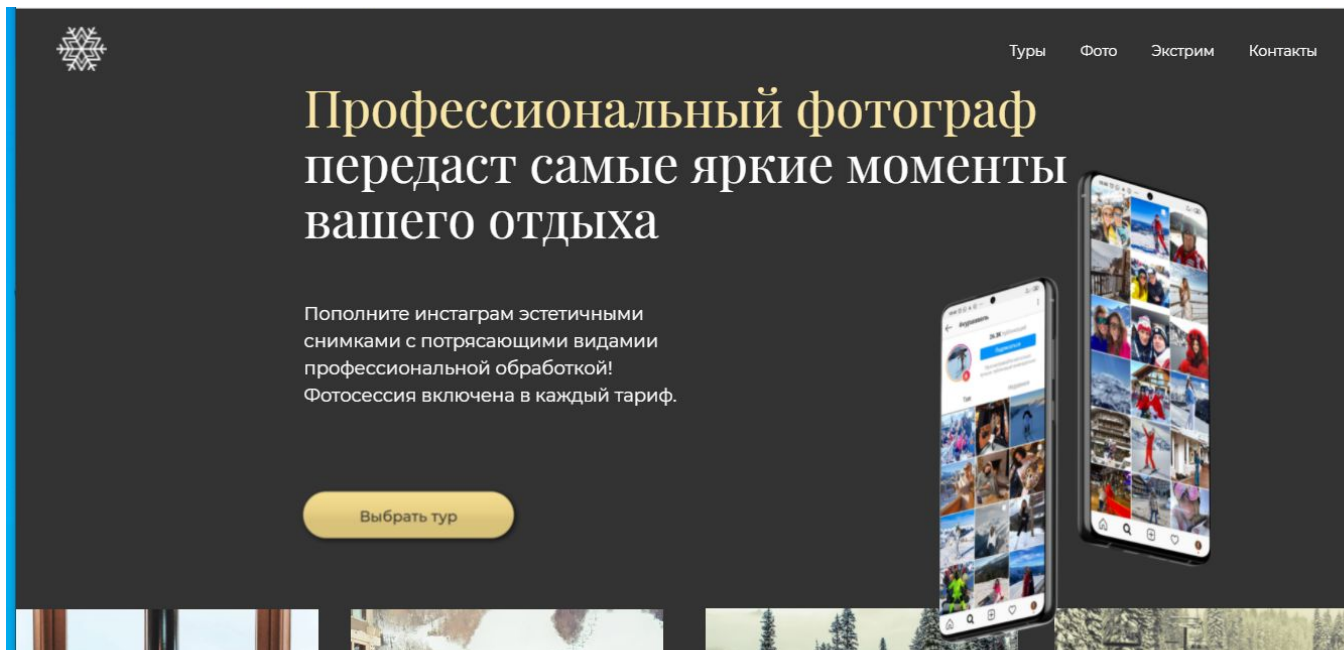 Туры Фото Экстрим Контакты
Профессиональный фотограф
передаст самые яркие моменты
вашего отдыха
Пополните инстаграм эстетичными
снимками с потрясающими видамии
профессиональной обработкой!
Фотосессия включена в каждый тариф.
Выбрать тур